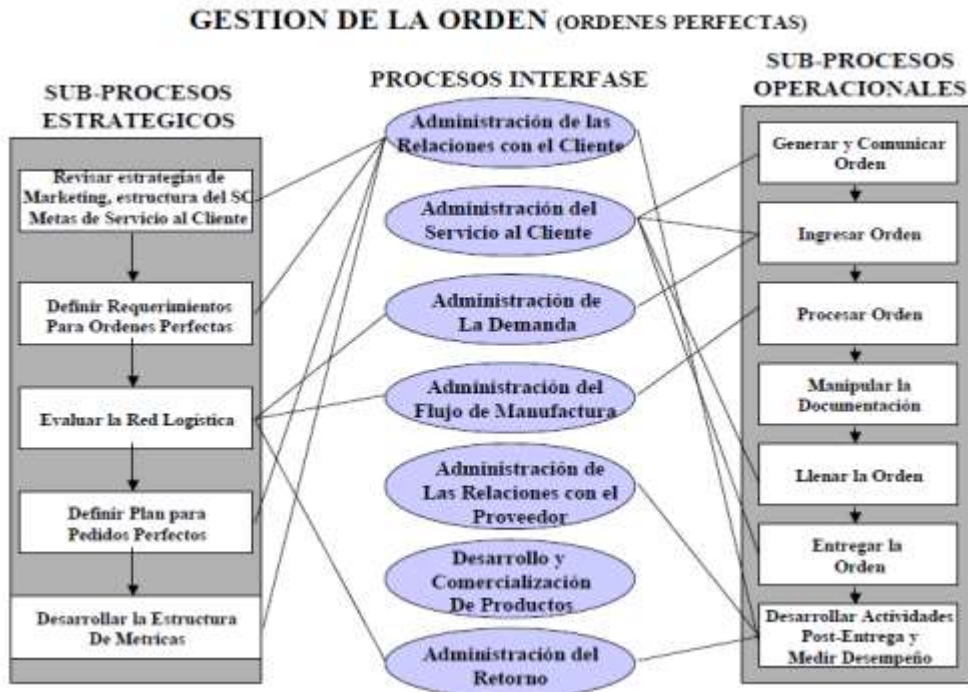 GESTION DE LA ORDEN (ORDENES PERFECTAS)
SUB-PROCESOS
ESTRATEGICOS
Revisar estrategias de
Marketing, estructura del SC
Metas de Servicio al Cliente
Definir Requerimientos
Para Ordenes Perfectas
Evaluar la Red Logística
Definir Plan para
Pedidos Perfectos
Desarrollar la Estructura
De Metricas
PROCESOS INTERFASE
Administración de las
Relaciones con el Cliente
Administración del
Servicio al Cliente
Administración de
La Demanda
Administración del
Flujo de Manufactura
Administración de
Las Relaciones con el
Proveedor
Desarrollo y
Comercialización
De Productos
Administración del
Retorno
SUB-PROCESOS
OPERACIONALES
Generar y Comunicar
Orden
Ingresar Orden
Procesar Orden
Manipular la
Documentación
Llenar la Orden
Entregar la
Orden
Desarrollar Actividades
Post-Entrega y
Medir Desempeño